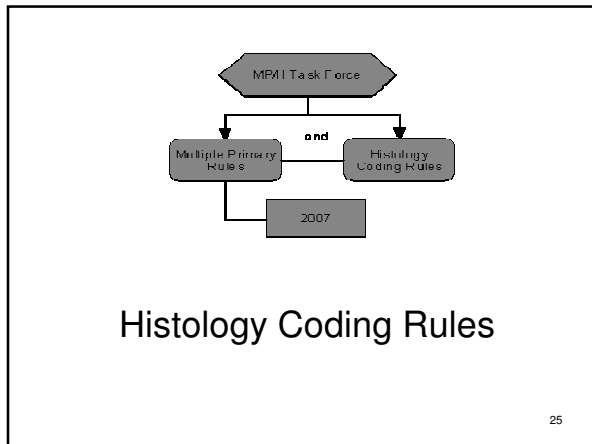 MP/H Task Force
and
Multiple Primary
Rules
Histology
Coding Rules
2007
Histology Coding Rules
25